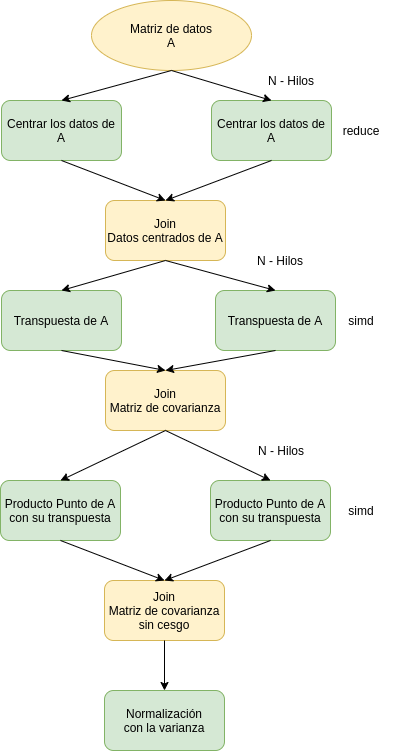 Matriz de datos
A
N - Hilos
Centrar los datos de
A
Centrar los datos de
A
reduce
Join
Datos centrados de A
N - Hilos
Transpuesta de A
Transpuesta de A
simd
Join
Matriz de covarianza
N - Hilos
Producto Punto de A
con su transpuesta
Producto Punto de A
con su transpuesta
simd
Join
Matriz de covarianza
sin cesgo
Normalización
con la varianza